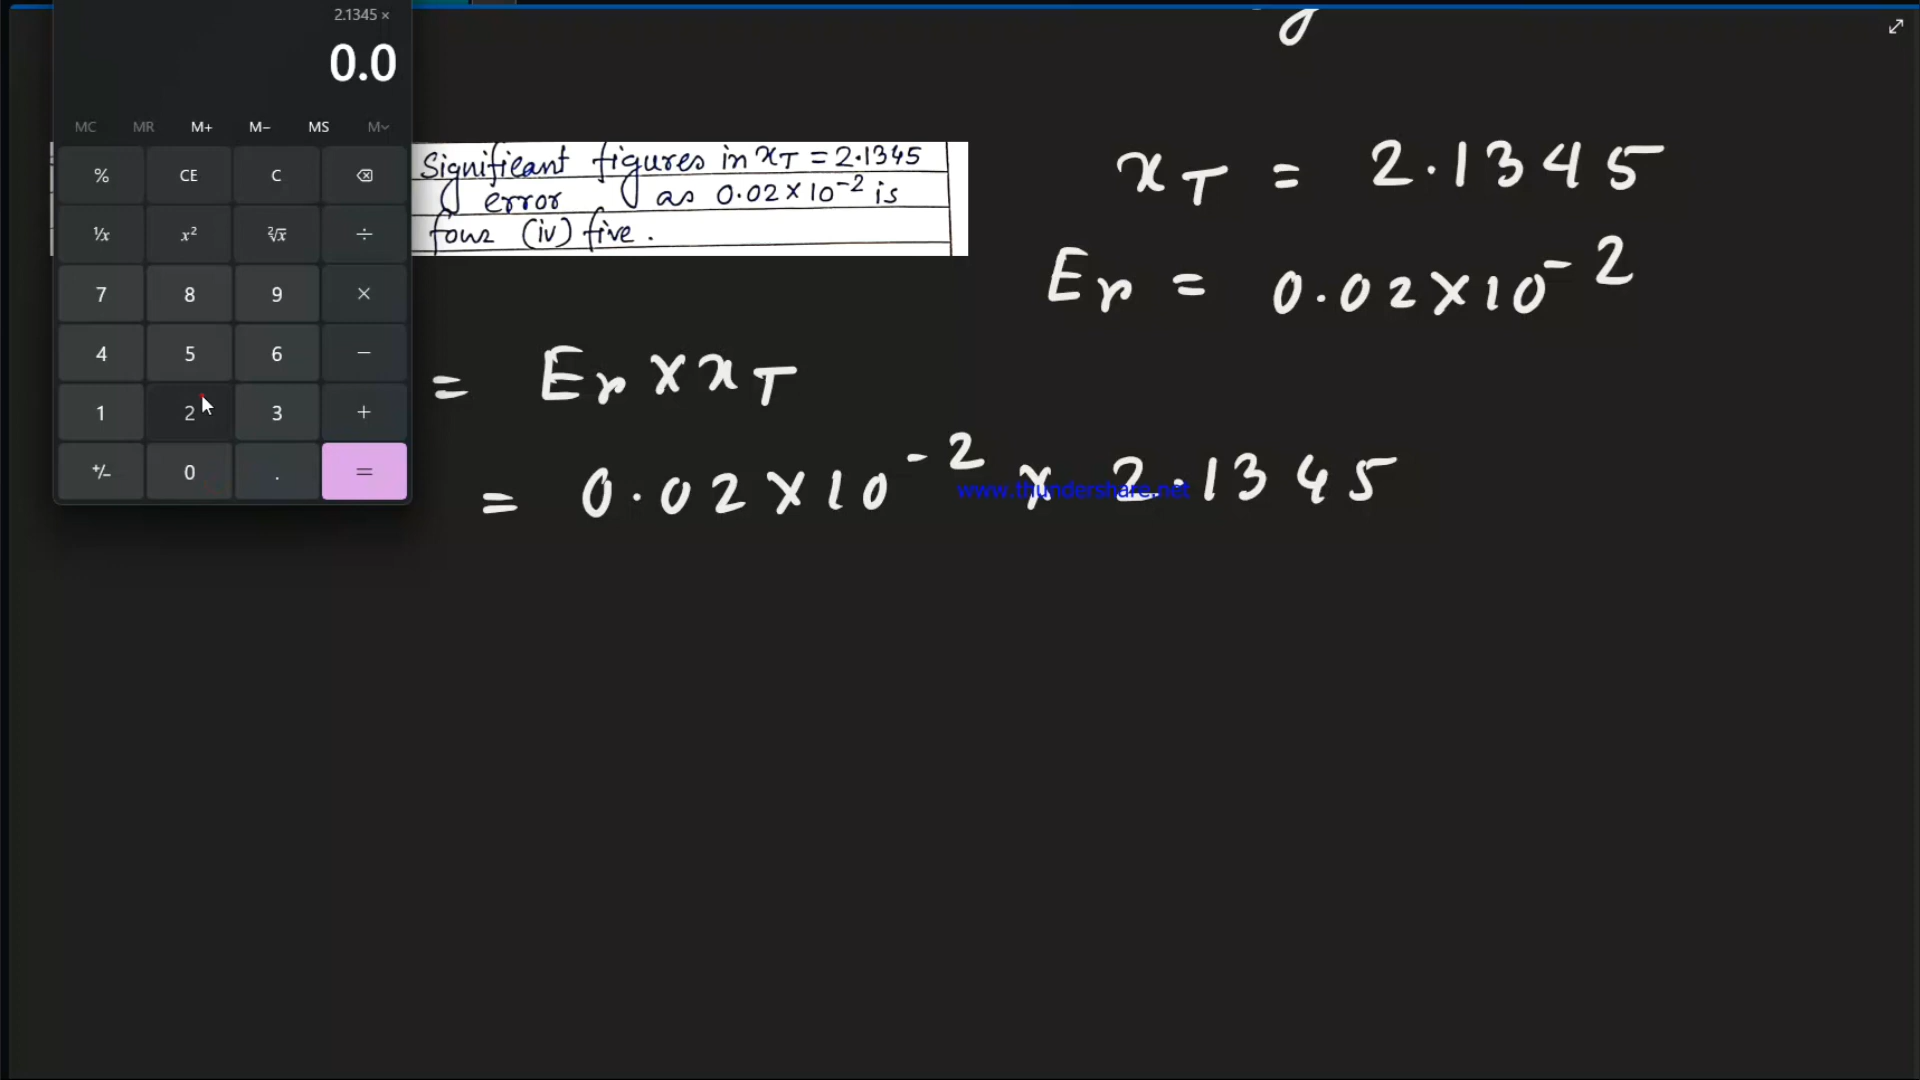 2.1345 ×
0.0
MC MR M+ M− MS M˅
% CE C ⌫
¹/x x² ²√x ÷
7 8 9 ×
4 5 6 −
1 2 3 +
+/− 0 . =
Significant figures in xT = 2.1345
error as 0.02×10⁻² is
four (iv) five.
xT = 2.1345
Er = 0.02×10⁻²
= Er × xT
= 0.02×10⁻² × 2.1345
www.thundershare.net